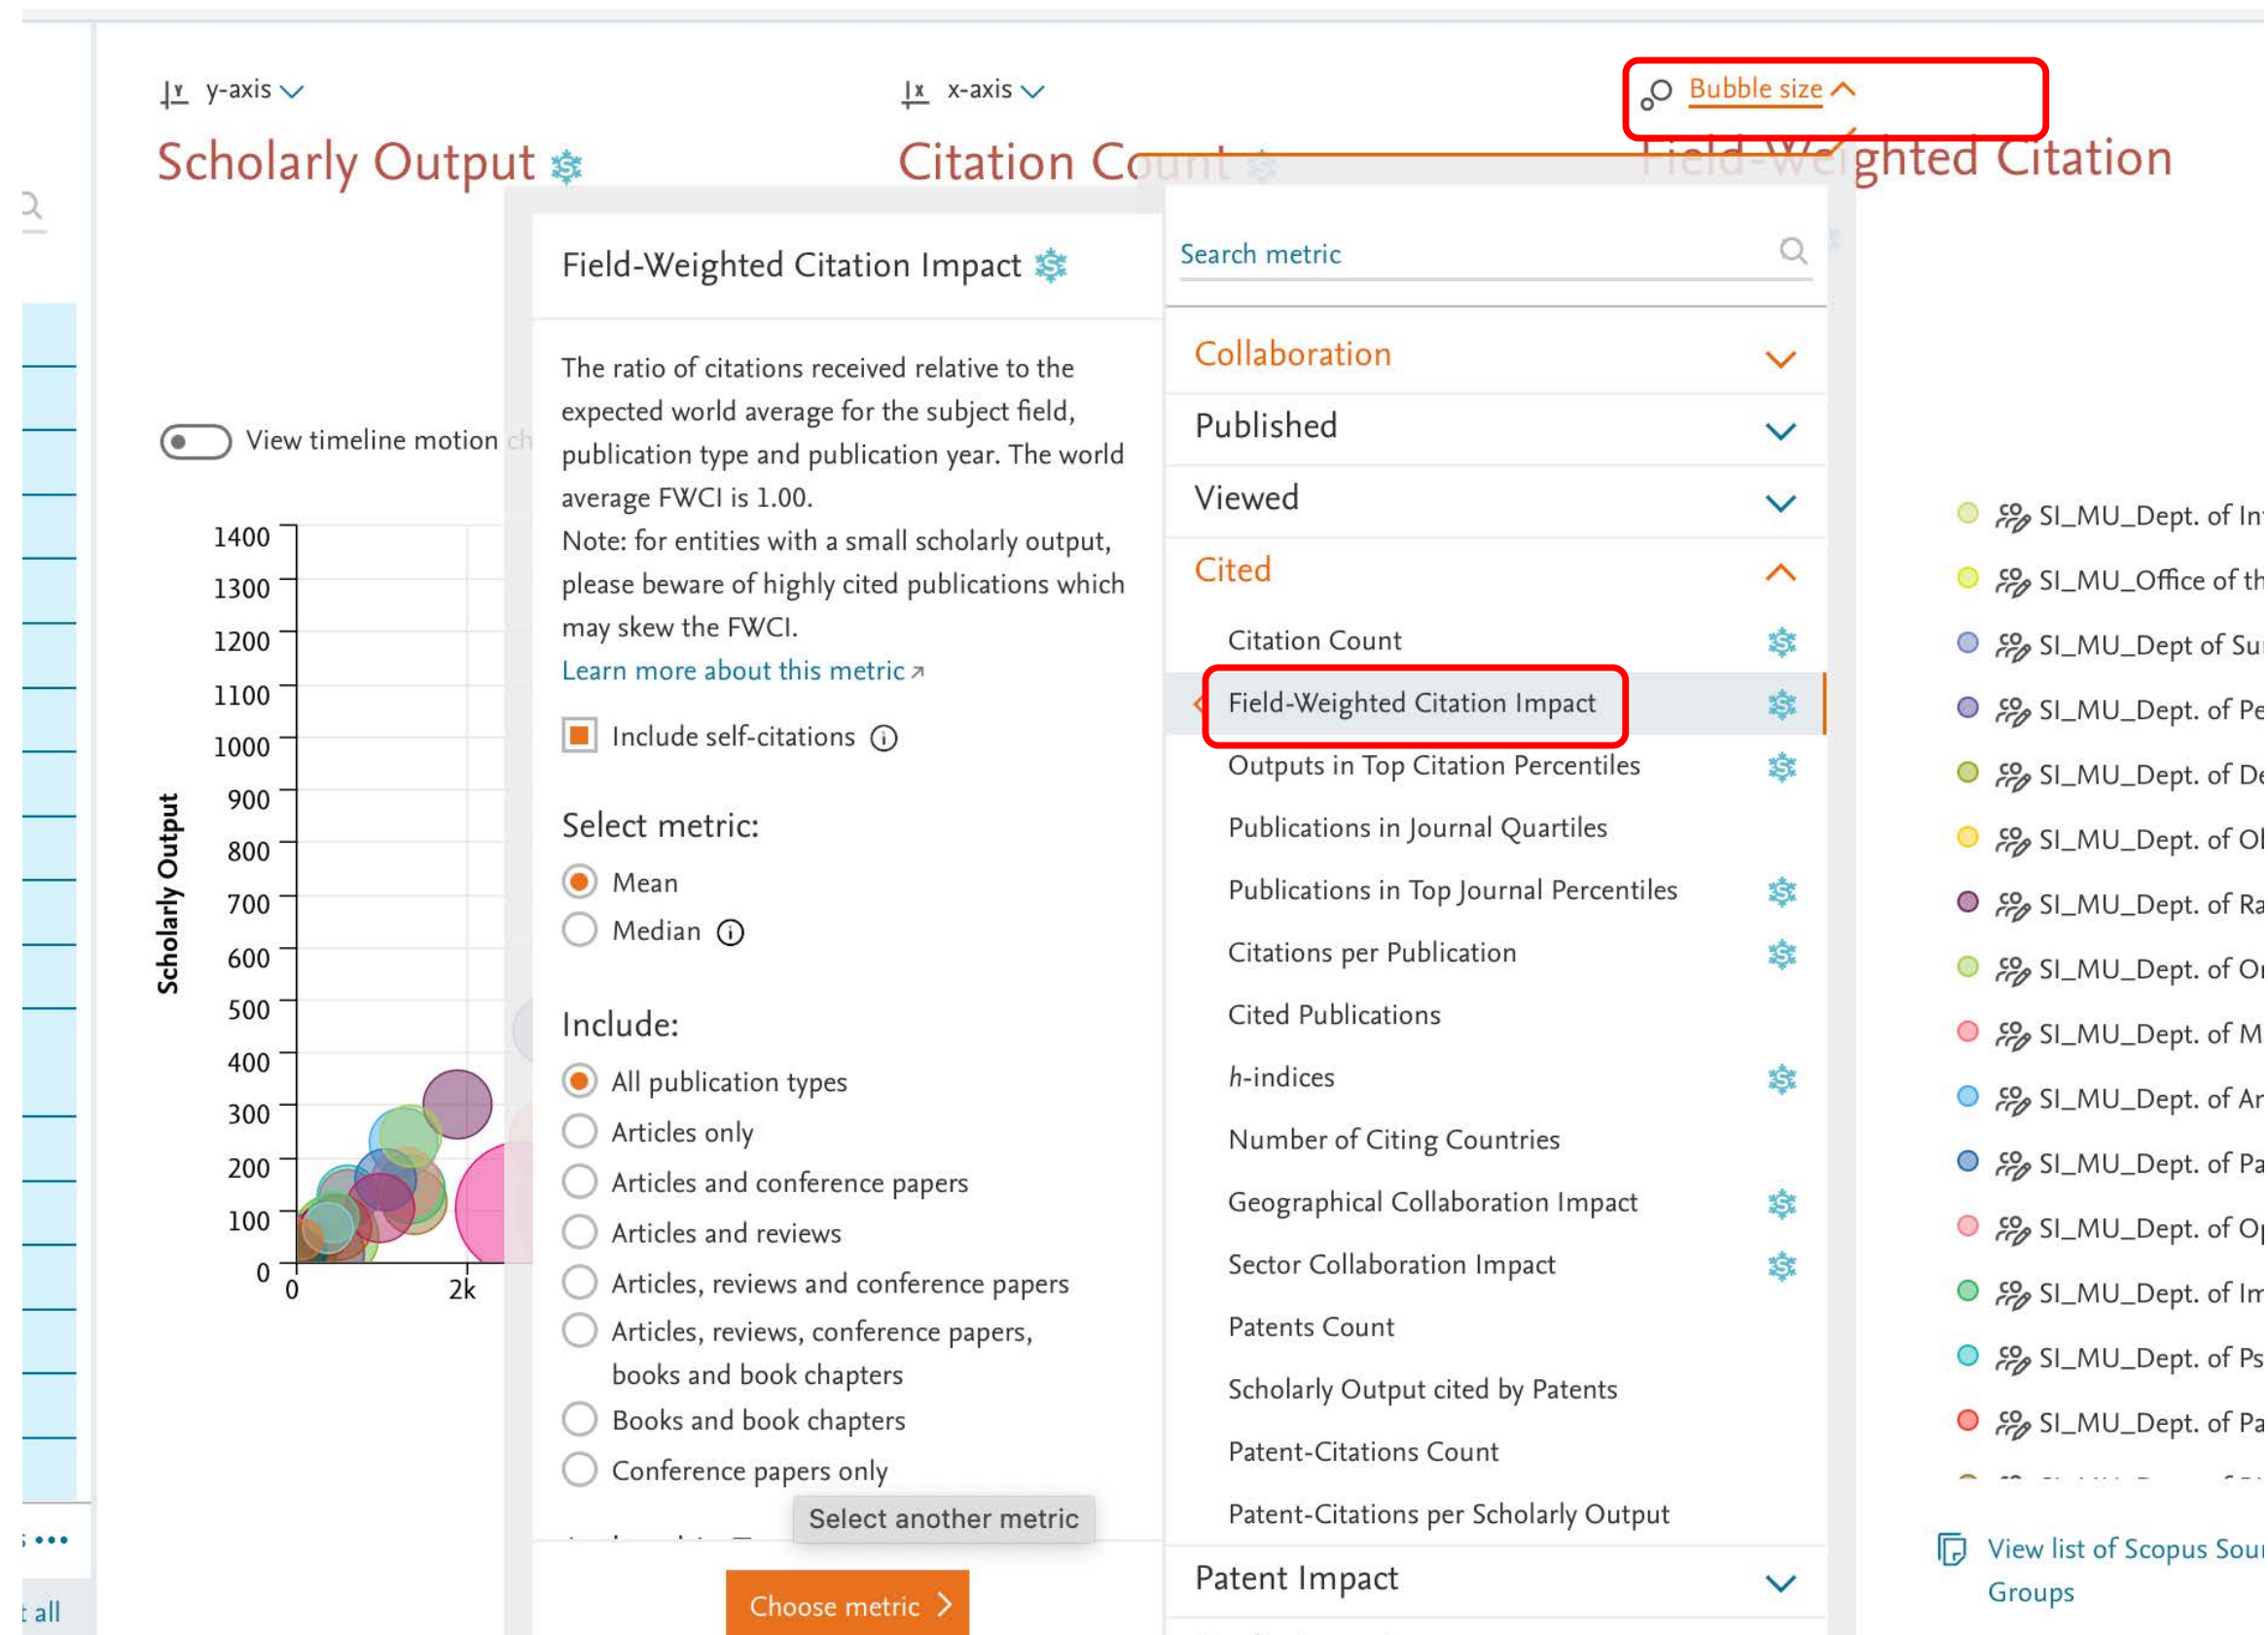 y-axis
x-axis
Bubble size
Scholarly Output
Citation Count
Field-Weighted Citation
Search metric
Field-Weighted Citation Impact
The ratio of citations received relative to the
expected world average for the subject field,
publication type and publication year. The world
average FWCI is 1.00.
Note: for entities with a small scholarly output,
please beware of highly cited publications which
may skew the FWCI.
Learn more about this metric
Include self-citations
Select metric:
Mean
Median
Include:
All publication types
Articles only
Articles and conference papers
Articles and reviews
Articles, reviews and conference papers
Articles, reviews, conference papers,
books and book chapters
Books and book chapters
Conference papers only
Select another metric
Choose metric
Collaboration
Published
Viewed
Cited
Citation Count
Field-Weighted Citation Impact
Outputs in Top Citation Percentiles
Publications in Journal Quartiles
Publications in Top Journal Percentiles
Citations per Publication
Cited Publications
h-indices
Number of Citing Countries
Geographical Collaboration Impact
Sector Collaboration Impact
Patents Count
Scholarly Output cited by Patents
Patent-Citations Count
Patent-Citations per Scholarly Output
Patent Impact
View timeline motion ch
1400
1300
1200
1100
1000
900
800
700
600
500
400
300
200
100
0
0
2k
Scholarly Output
SI_MU_Dept. of In
SI_MU_Office of th
SI_MU_Dept of Su
SI_MU_Dept. of Pe
SI_MU_Dept. of De
SI_MU_Dept. of O
SI_MU_Dept. of Ra
SI_MU_Dept. of O
SI_MU_Dept. of M
SI_MU_Dept. of A
SI_MU_Dept. of Pa
SI_MU_Dept. of O
SI_MU_Dept. of Im
SI_MU_Dept. of Ps
SI_MU_Dept. of Pa
View list of Scopus Sou
Groups
all